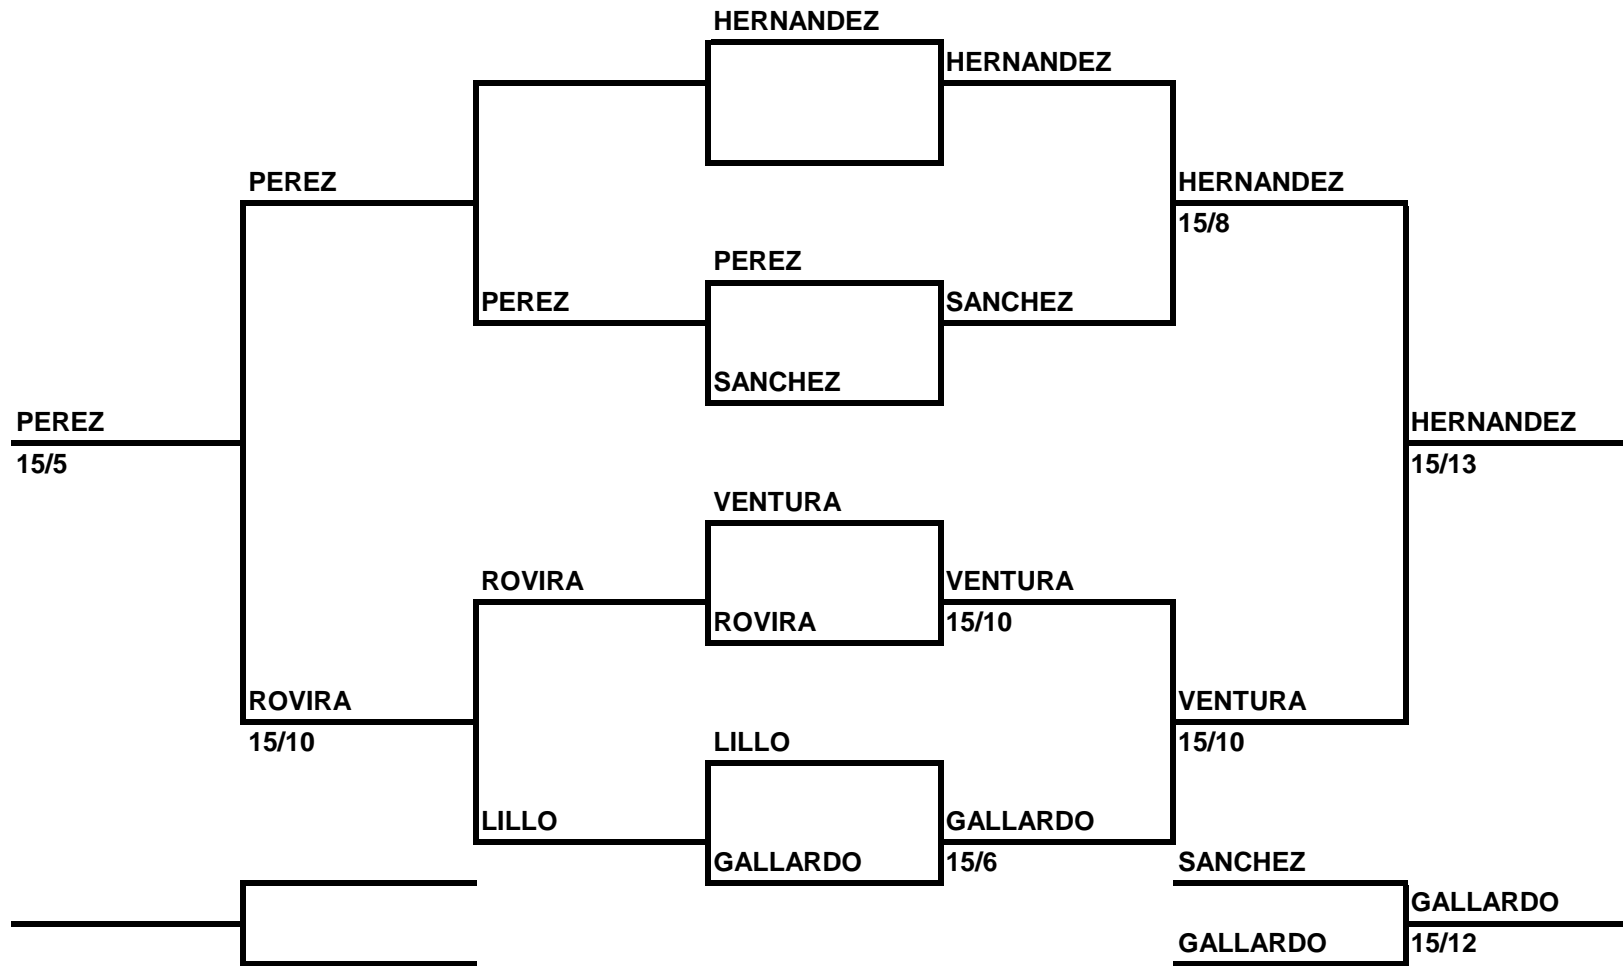 HERNANDEZ
HERNANDEZ
PEREZ
HERNANDEZ
15/8
PEREZ
PEREZ
SANCHEZ
SANCHEZ
PEREZ
HERNANDEZ
15/5
15/13
VENTURA
ROVIRA
VENTURA
ROVIRA
15/10
ROVIRA
VENTURA
15/10
LILLO
15/10
LILLO
GALLARDO
GALLARDO
15/6
SANCHEZ
GALLARDO
GALLARDO
15/12